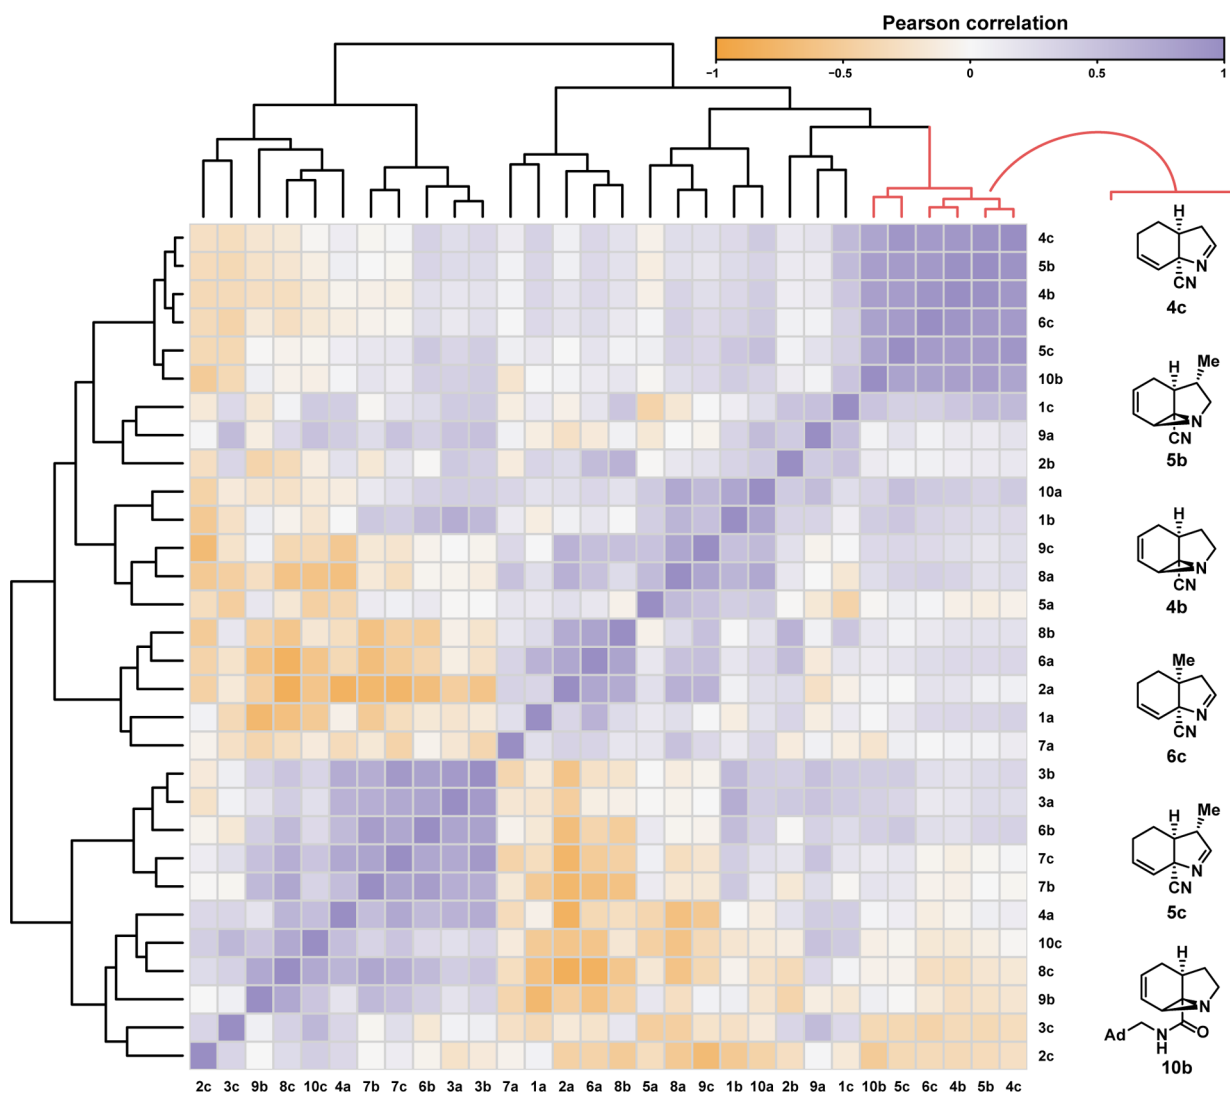 Pearson correlation
−1 −0.5 0 0.5 1
4c
5b
4b
6c
5c
10b
1c
9a
2b
10a
1b
9c
8a
5a
8b
6a
2a
1a
7a
3b
3a
6b
7c
7b
4a
10c
8c
9b
3c
2c
2c 3c 9b 8c 10c 4a 7b 7c 6b 3a 3b 7a 1a 2a 6a 8b 5a 8a 9c 1b 10a 2b 9a 1c 10b 5c 6c 4b 5b 4c
H
N
CN
4c
Me
H
N
CN
5b
H
N
CN
4b
Me
N
CN
6c
Me
H
N
CN
5c
H
N
Ad N O
H
10b